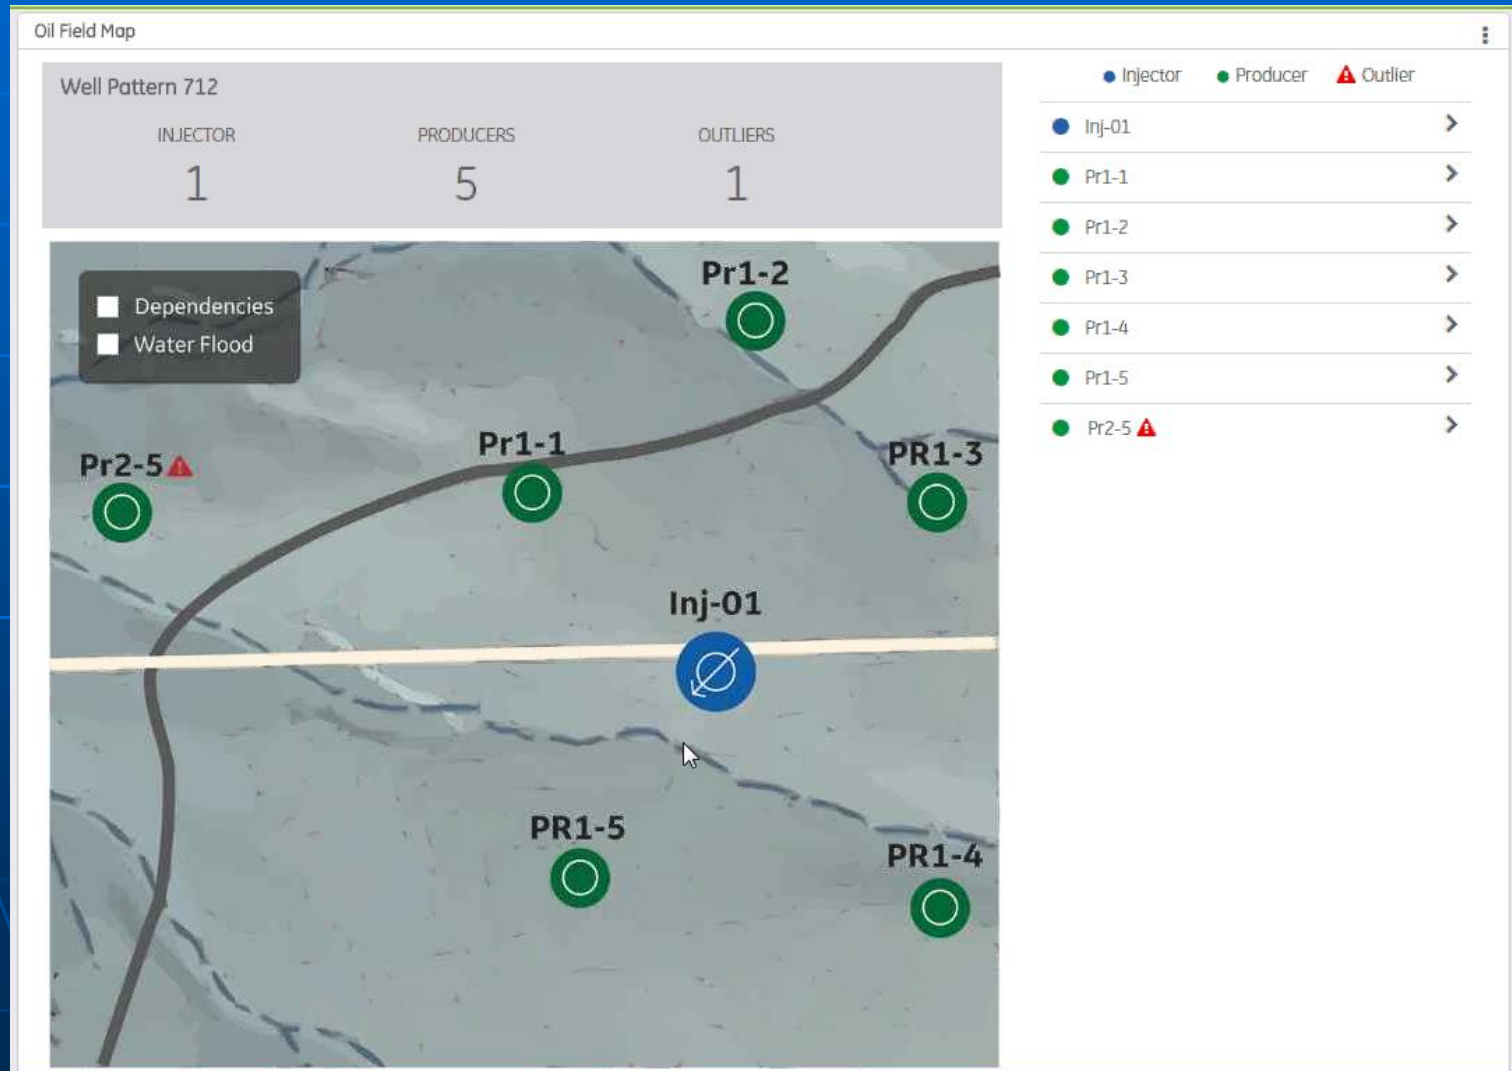 Oil Field Map
Well Pattern 712
INJECTOR PRODUCERS OUTLIERS
1 5 1
Injector Producer Outlier
Inj-01
Pr1-1
Pr1-2
Pr1-3
Pr1-4
Pr1-5
Pr2-5
Dependencies
Water Flood
Pr1-2
Pr1-1
PR1-3
Pr2-5
Inj-01
PR1-5
PR1-4